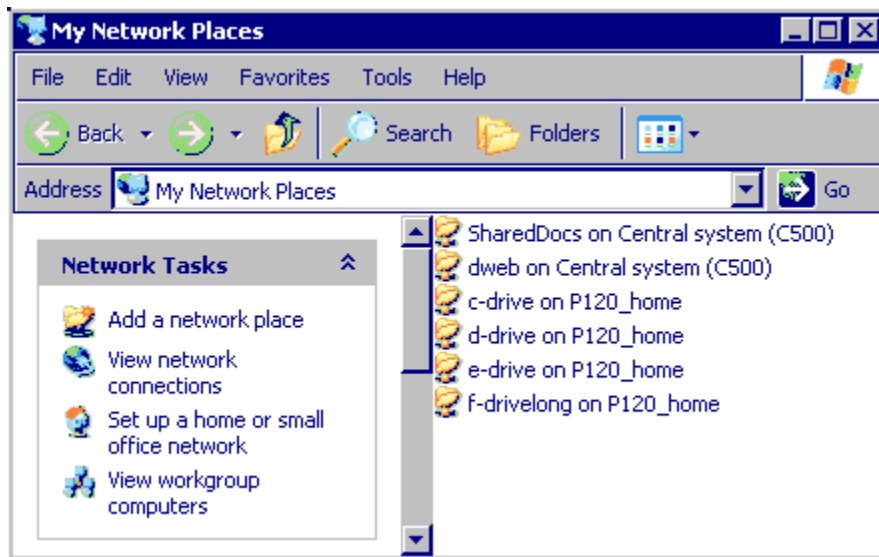 My Network Places
File Edit View Favorites Tools Help
Back Search Folders
Address My Network Places Go
Network Tasks
Add a network place
View network
connections
Set up a home or small
office network
View workgroup
computers
SharedDocs on Central system (C500)
dweb on Central system (C500)
c-drive on P120_home
d-drive on P120_home
e-drive on P120_home
f-drivelong on P120_home